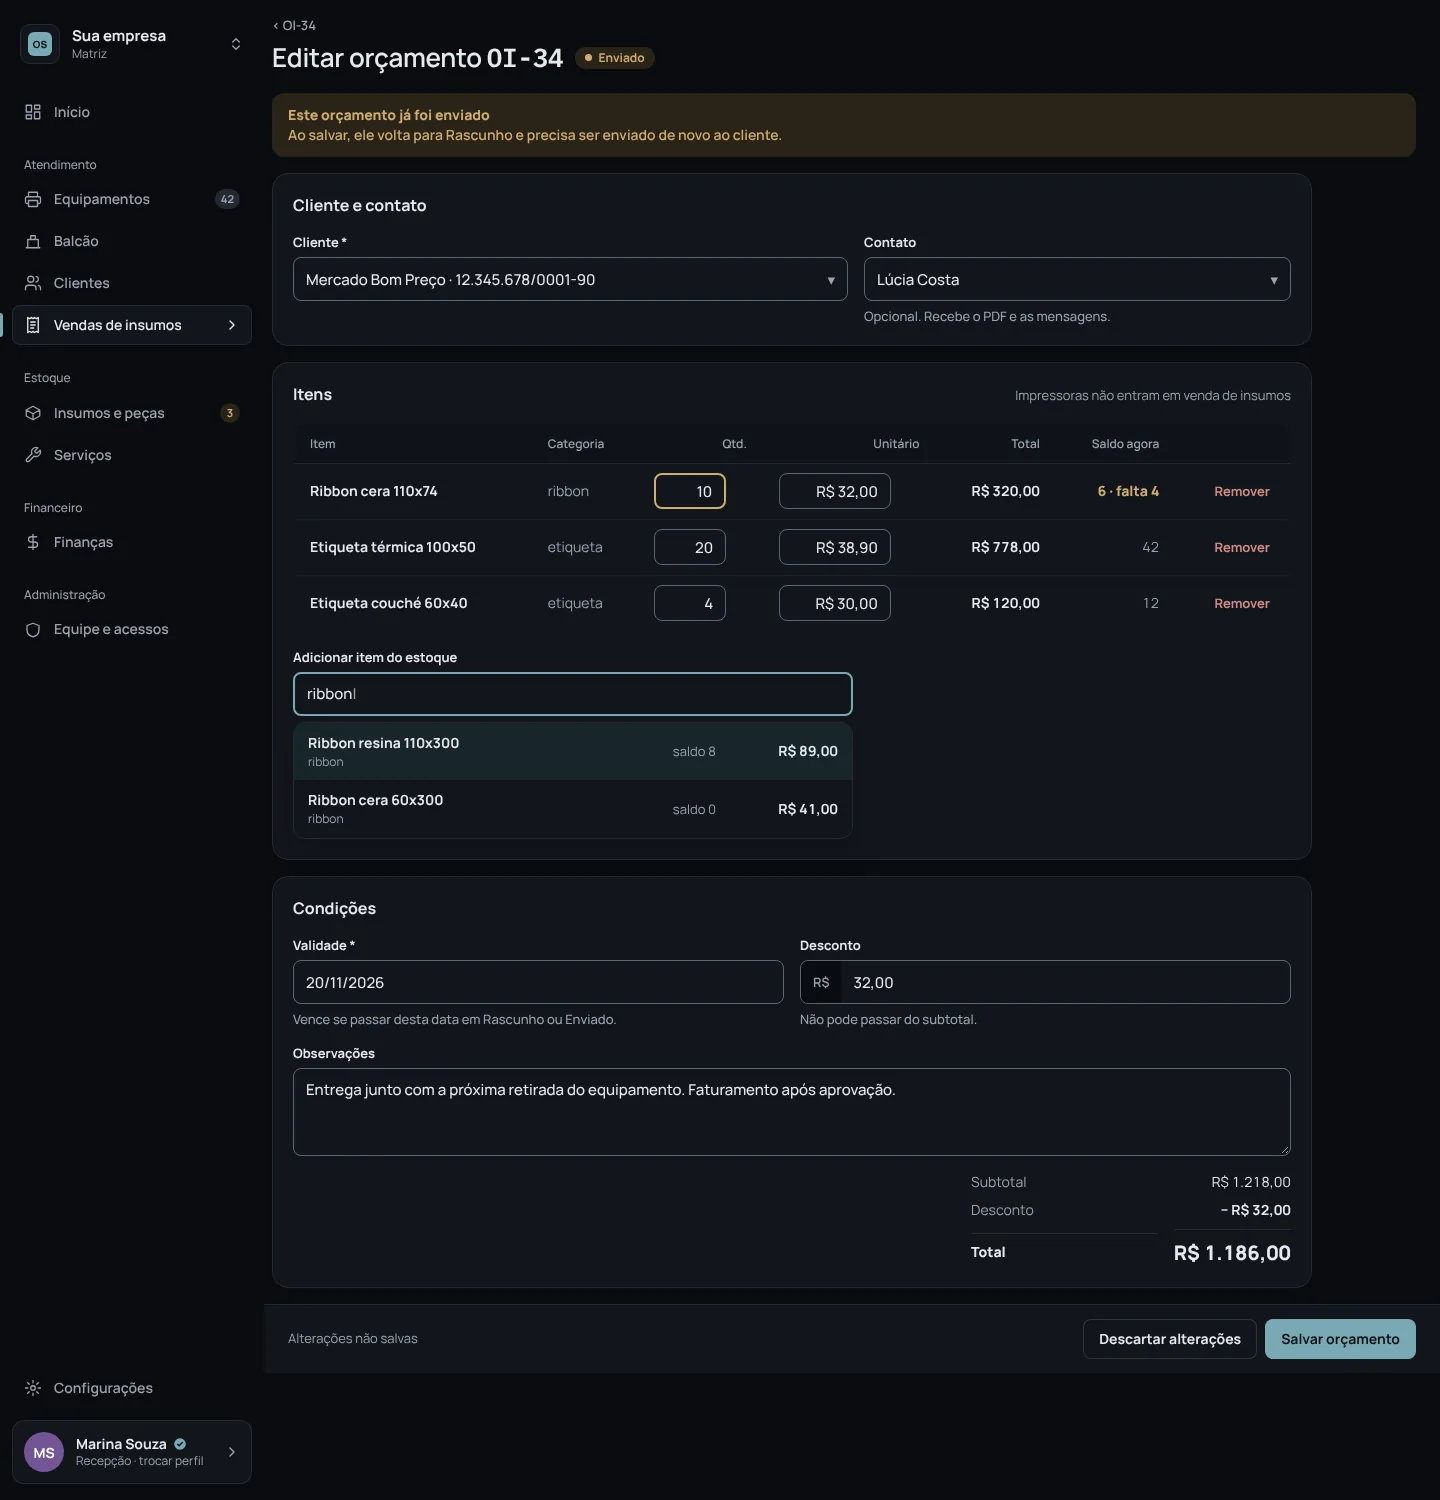 OS
Sua empresa
Matriz
Início
Atendimento
Equipamentos 42
Balcão
Clientes
Vendas de insumos
Estoque
Insumos e peças 3
Serviços
Financeiro
Finanças
Administração
Equipe e acessos
Configurações
MS
Marina Souza
Recepção · trocar perfil
‹ OI-34
Editar orçamento OI-34 Enviado
Este orçamento já foi enviado
Ao salvar, ele volta para Rascunho e precisa ser enviado de novo ao cliente.
Cliente e contato
Cliente * Contato
Mercado Bom Preço · 12.345.678/0001-90 ▾ Lúcia Costa ▾
Opcional. Recebe o PDF e as mensagens.
Itens Impressoras não entram em venda de insumos
Item Categoria Qtd. Unitário Total Saldo agora
Ribbon cera 110x74 ribbon 10 R$ 32,00 R$ 320,00 6 · falta 4 Remover
Etiqueta térmica 100x50 etiqueta 20 R$ 38,90 R$ 778,00 42 Remover
Etiqueta couché 60x40 etiqueta 4 R$ 30,00 R$ 120,00 12 Remover
Adicionar item do estoque
ribbon
Ribbon resina 110x300 saldo 8 R$ 89,00
ribbon
Ribbon cera 60x300 saldo 0 R$ 41,00
ribbon
Condições
Validade * Desconto
20/11/2026 R$ 32,00
Vence se passar desta data em Rascunho ou Enviado. Não pode passar do subtotal.
Observações
Entrega junto com a próxima retirada do equipamento. Faturamento após aprovação.
Subtotal R$ 1.218,00
Desconto − R$ 32,00
Total R$ 1.186,00
Alterações não salvas Descartar alterações Salvar orçamento